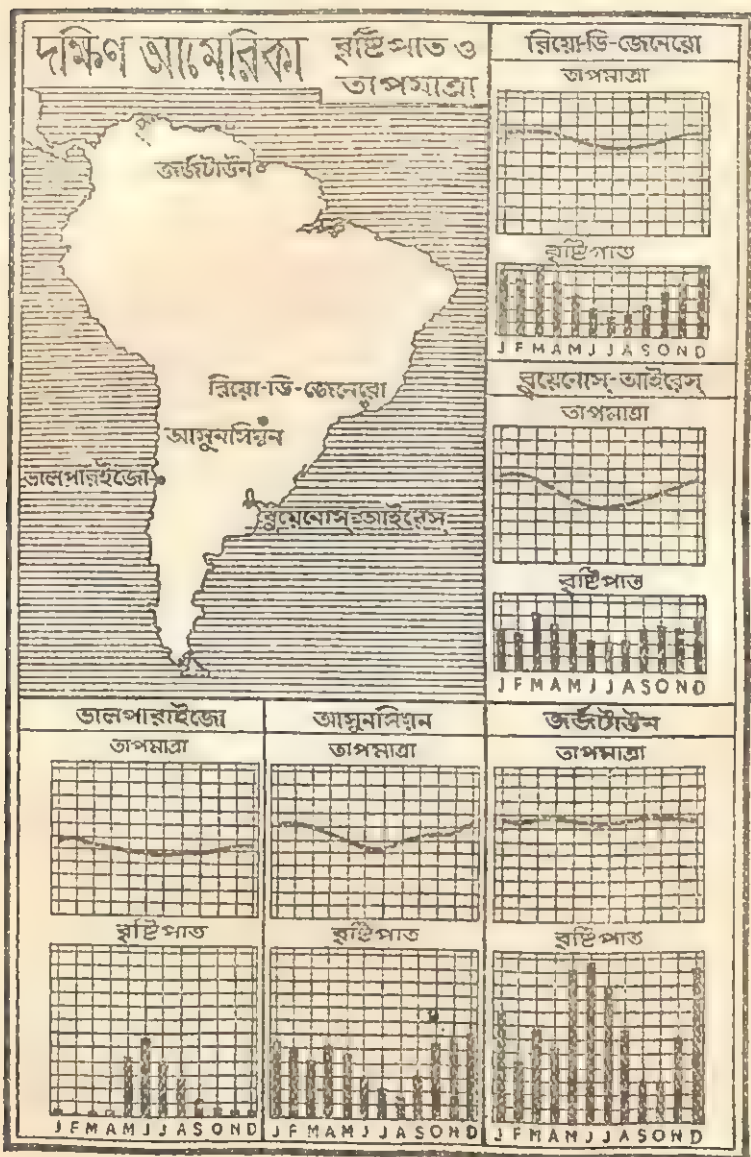 দক্ষিণ আমেরিকা
বৃষ্টিপাত ও
তাপমাত্রা
জর্জটাউন
রিয়ো-ডি-জেনেরো
আসুনসিয়ন
ভালপারইজো
বুয়েনোস্-আইরেস্
রিয়ো-ডি-জেনেরো
তাপমাত্রা
বৃষ্টিপাত
J F M A M J J A S O N D
বুয়েনোস্-আইরেস্
তাপমাত্রা
বৃষ্টিপাত
J F M A M J J A S O N D
ভালপারাইজো
তাপমাত্রা
বৃষ্টিপাত
J F M A M J J A S O N D
আসুনসিয়ন
তাপমাত্রা
বৃষ্টিপাত
J F M A M J J A S O N D
জর্জটাউন
তাপমাত্রা
বৃষ্টিপাত
J F M A M J J A S O N D